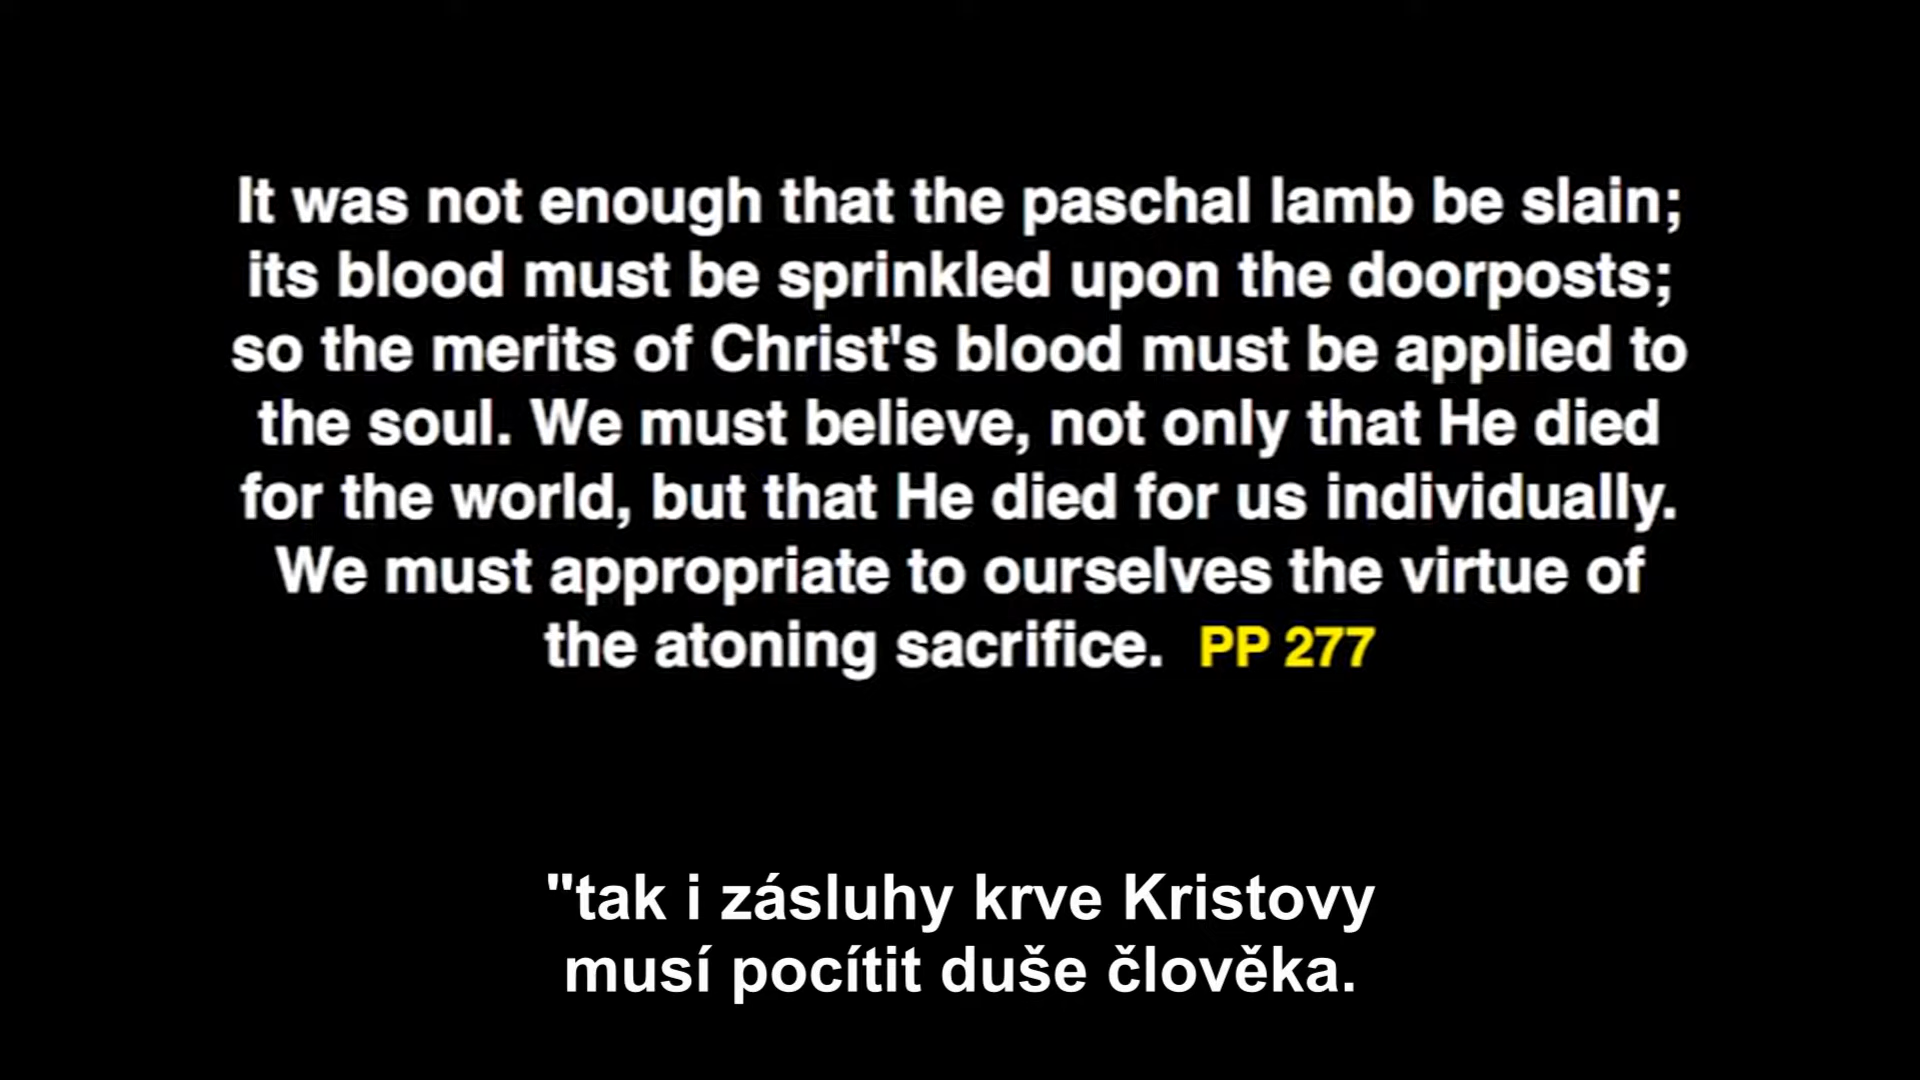 It was not enough that the paschal lamb be slain;
its blood must be sprinkled upon the doorposts;
so the merits of Christ's blood must be applied to
the soul. We must believe, not only that He died
for the world, but that He died for us individually.
We must appropriate to ourselves the virtue of
the atoning sacrifice. PP 277
"tak i zásluhy krve Kristovy
musí pocítit duše člověka.